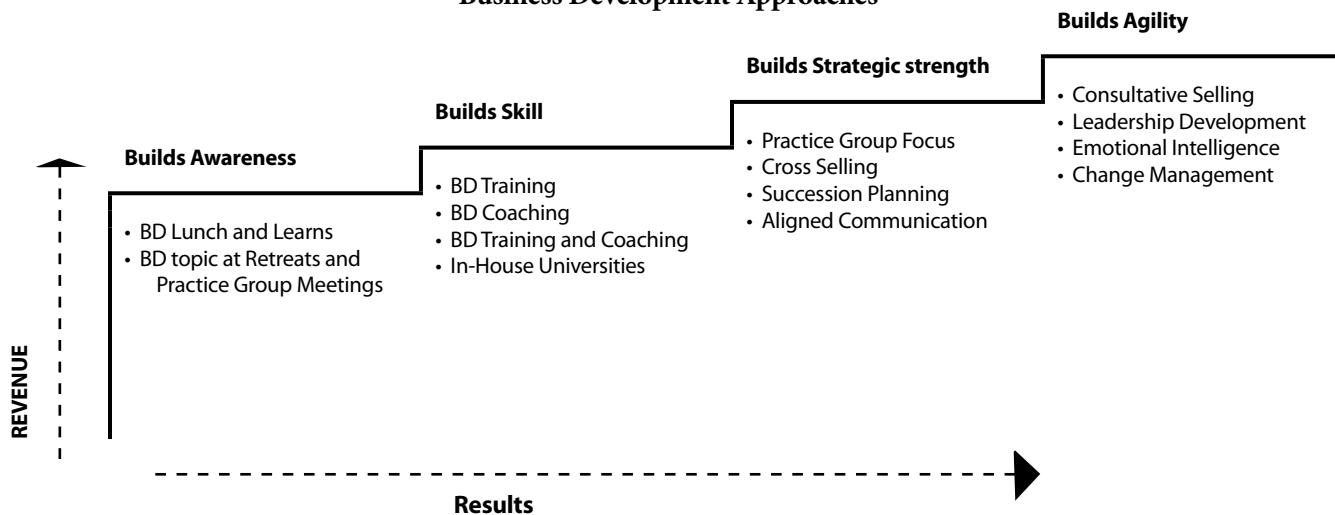 Business Development Approaches
Builds Agility
• Consultative Selling
• Leadership Development
• Emotional Intelligence
• Change Management
Builds Strategic strength
• Practice Group Focus
• Cross Selling
• Succession Planning
• Aligned Communication
Builds Skill
• BD Training
• BD Coaching
• BD Training and Coaching
• In-House Universities
Builds Awareness
• BD Lunch and Learns
• BD topic at Retreats and
Practice Group Meetings
REVENUE
Results